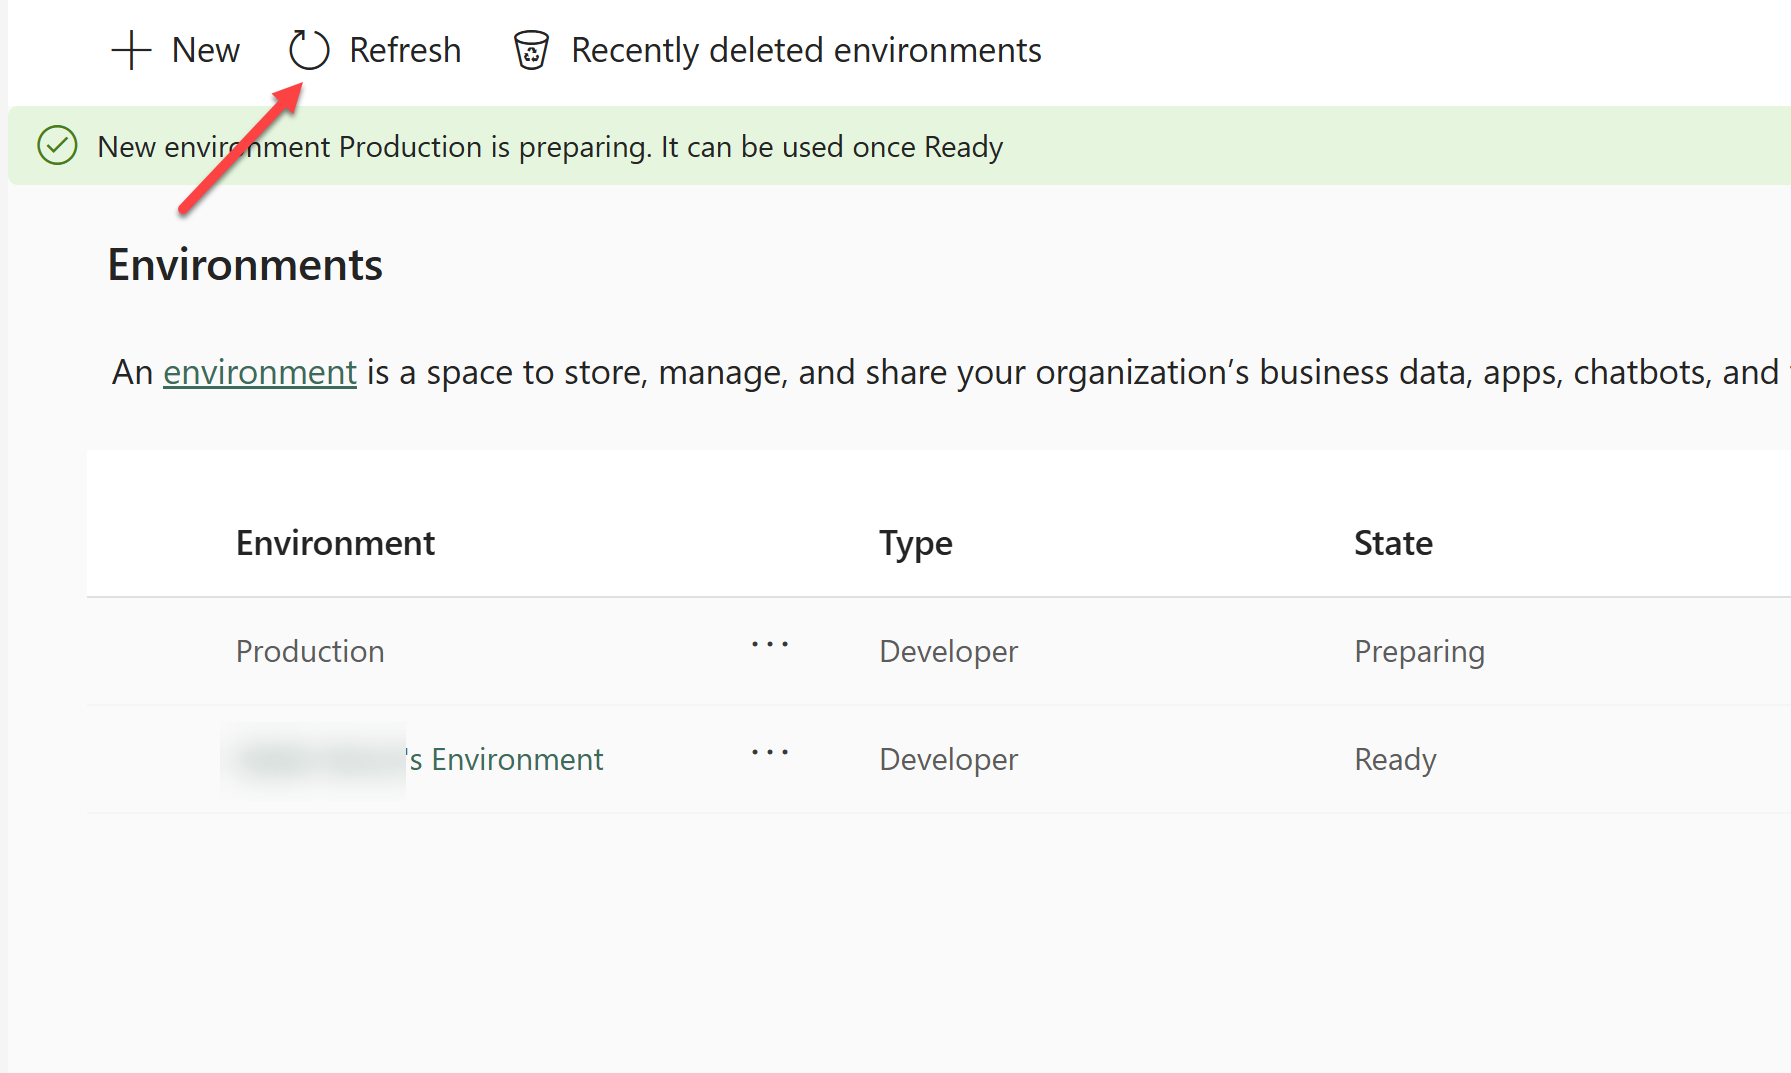 New Refresh Recently deleted environments
New environment Production is preparing. It can be used once Ready
Environments
An environment is a space to store, manage, and share your organization’s business data, apps, chatbots, and
Environment Type State
Production ··· Developer Preparing
's Environment ··· Developer Ready